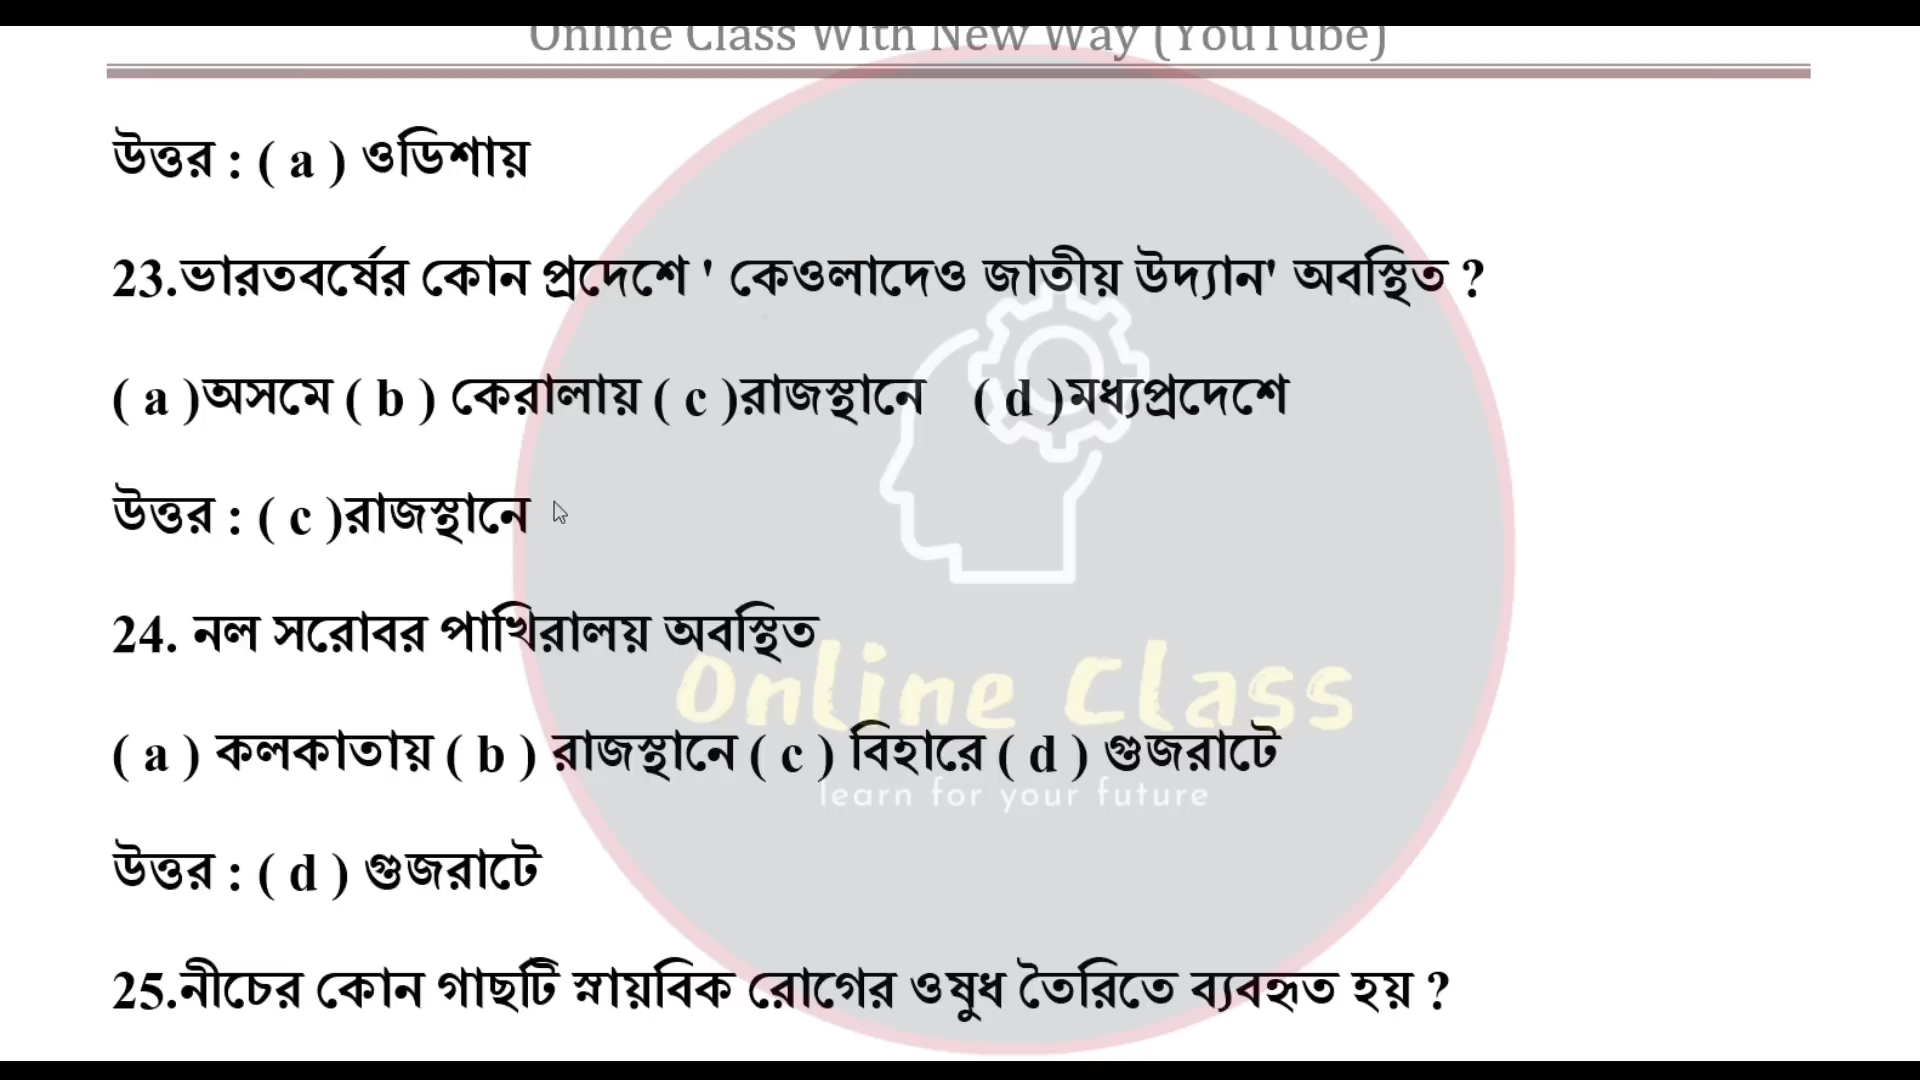 Online Class With New Way (YouTube)
উত্তর : ( a ) ওডিশায়
23.ভারতবর্ষের কোন প্রদেশে ' কেওলাদেও জাতীয় উদ্যান' অবস্থিত ?
( a )অসমে ( b ) কেরালায় ( c )রাজস্থানে ( d )মধ্যপ্রদেশে
উত্তর : ( c )রাজস্থানে
24. নল সরোবর পাখিরালয় অবস্থিত
Online Class
( a ) কলকাতায় ( b ) রাজস্থানে ( c ) বিহারে ( d ) গুজরাটে
learn for your future
উত্তর : ( d ) গুজরাটে
25.নীচের কোন গাছটি স্নায়বিক রোগের ওষুধ তৈরিতে ব্যবহৃত হয় ?